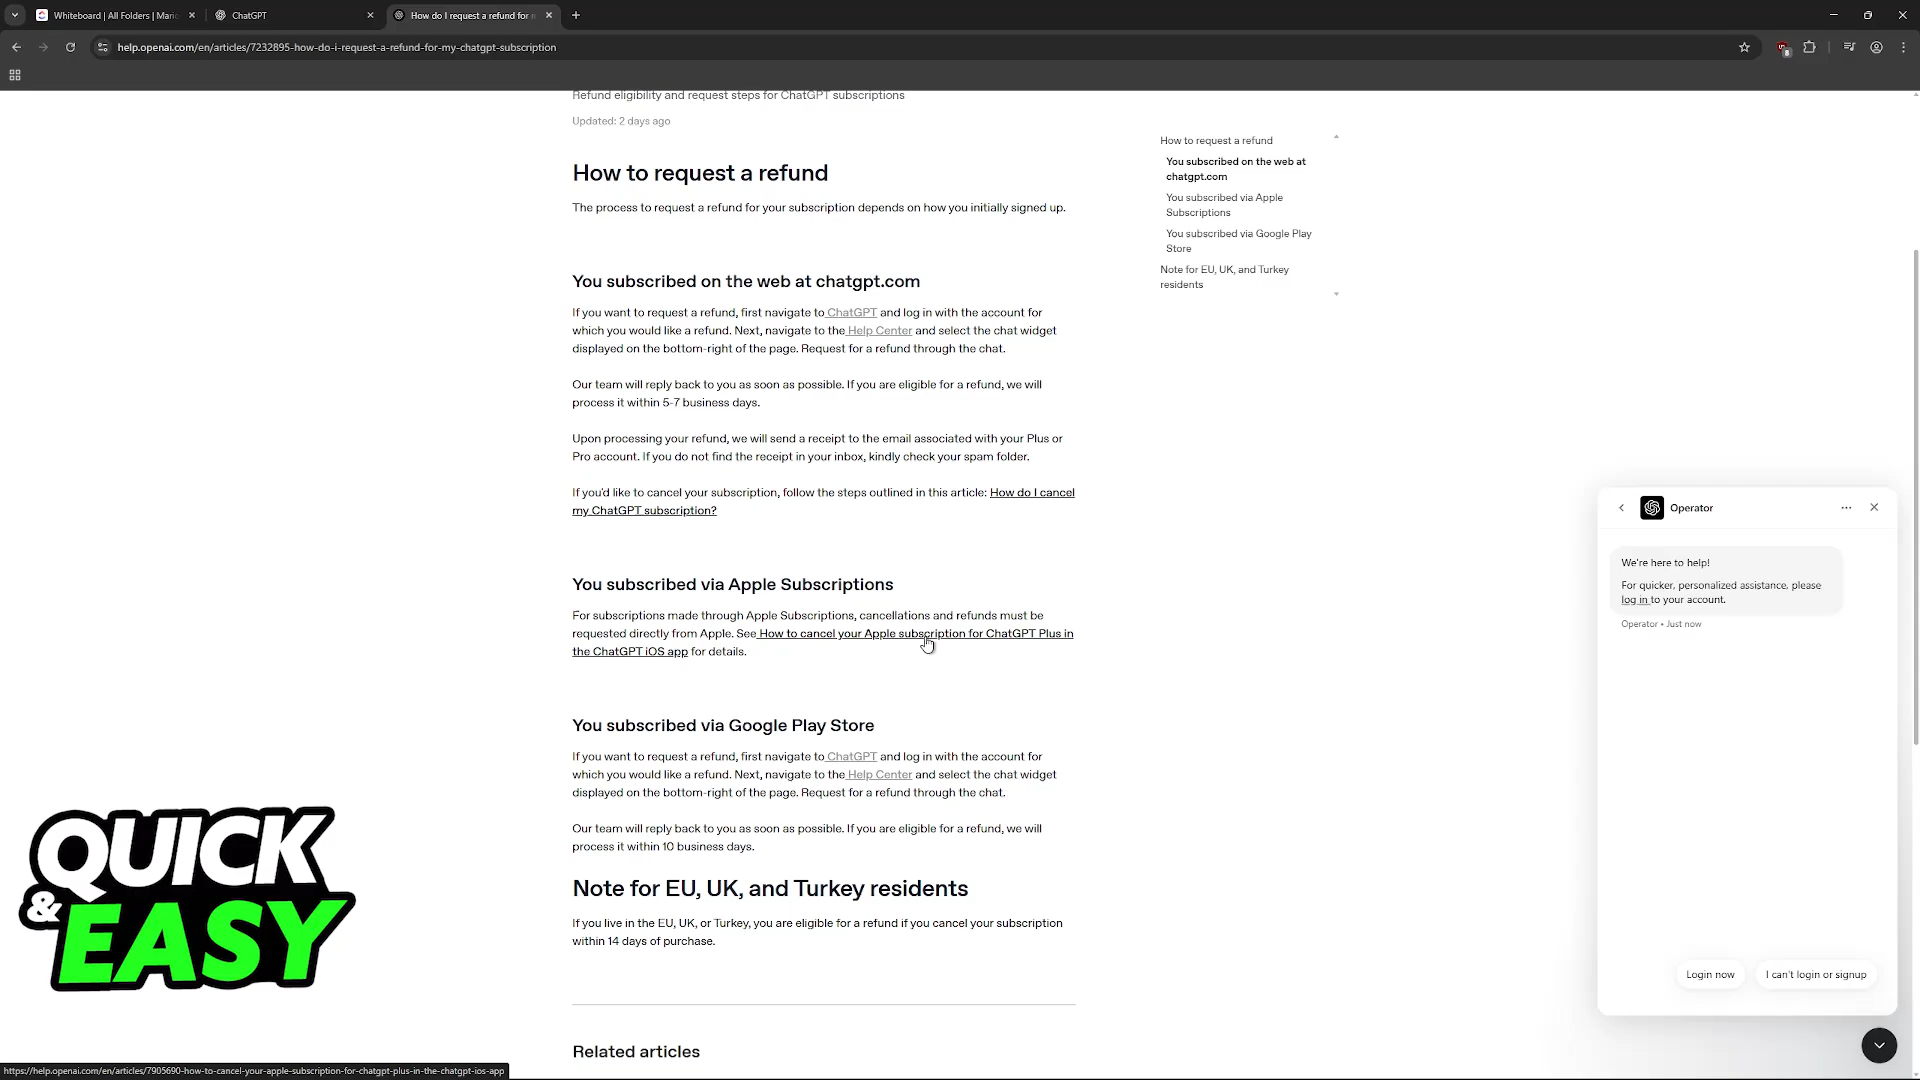 Whiteboard | All Folders | Mario
ChatGPT
How do I request a refund for m
help.openai.com/en/articles/7232895-how-do-i-request-a-refund-for-my-chatgpt-subscription
8
Refund eligibility and request steps for ChatGPT subscriptions
Updated: 2 days ago
How to request a refund
The process to request a refund for your subscription depends on how you initially signed up.
You subscribed on the web at chatgpt.com
If you want to request a refund, first navigate to ChatGPT and log in with the account for
which you would like a refund. Next, navigate to the Help Center and select the chat widget
displayed on the bottom-right of the page. Request for a refund through the chat.
Our team will reply back to you as soon as possible. If you are eligible for a refund, we will
process it within 5-7 business days.
Upon processing your refund, we will send a receipt to the email associated with your Plus or
Pro account. If you do not find the receipt in your inbox, kindly check your spam folder.
If you'd like to cancel your subscription, follow the steps outlined in this article: How do I cancel
my ChatGPT subscription?
You subscribed via Apple Subscriptions
For subscriptions made through Apple Subscriptions, cancellations and refunds must be
requested directly from Apple. See How to cancel your Apple subscription for ChatGPT Plus in
the ChatGPT iOS app for details.
You subscribed via Google Play Store
If you want to request a refund, first navigate to ChatGPT and log in with the account for
which you would like a refund. Next, navigate to the Help Center and select the chat widget
displayed on the bottom-right of the page. Request for a refund through the chat.
Our team will reply back to you as soon as possible. If you are eligible for a refund, we will
process it within 10 business days.
Note for EU, UK, and Turkey residents
If you live in the EU, UK, or Turkey, you are eligible for a refund if you cancel your subscription
within 14 days of purchase.
Related articles
How to request a refund
You subscribed on the web at
chatgpt.com
You subscribed via Apple
Subscriptions
You subscribed via Google Play
Store
Note for EU, UK, and Turkey
residents
Operator
We're here to help!
For quicker, personalized assistance, please
log in to your account.
Operator • Just now
Login now
I can't login or signup
QUICK
& EASY
https://help.openai.com/en/articles/7905690-how-to-cancel-your-apple-subscription-for-chatgpt-plus-in-the-chatgpt-ios-app